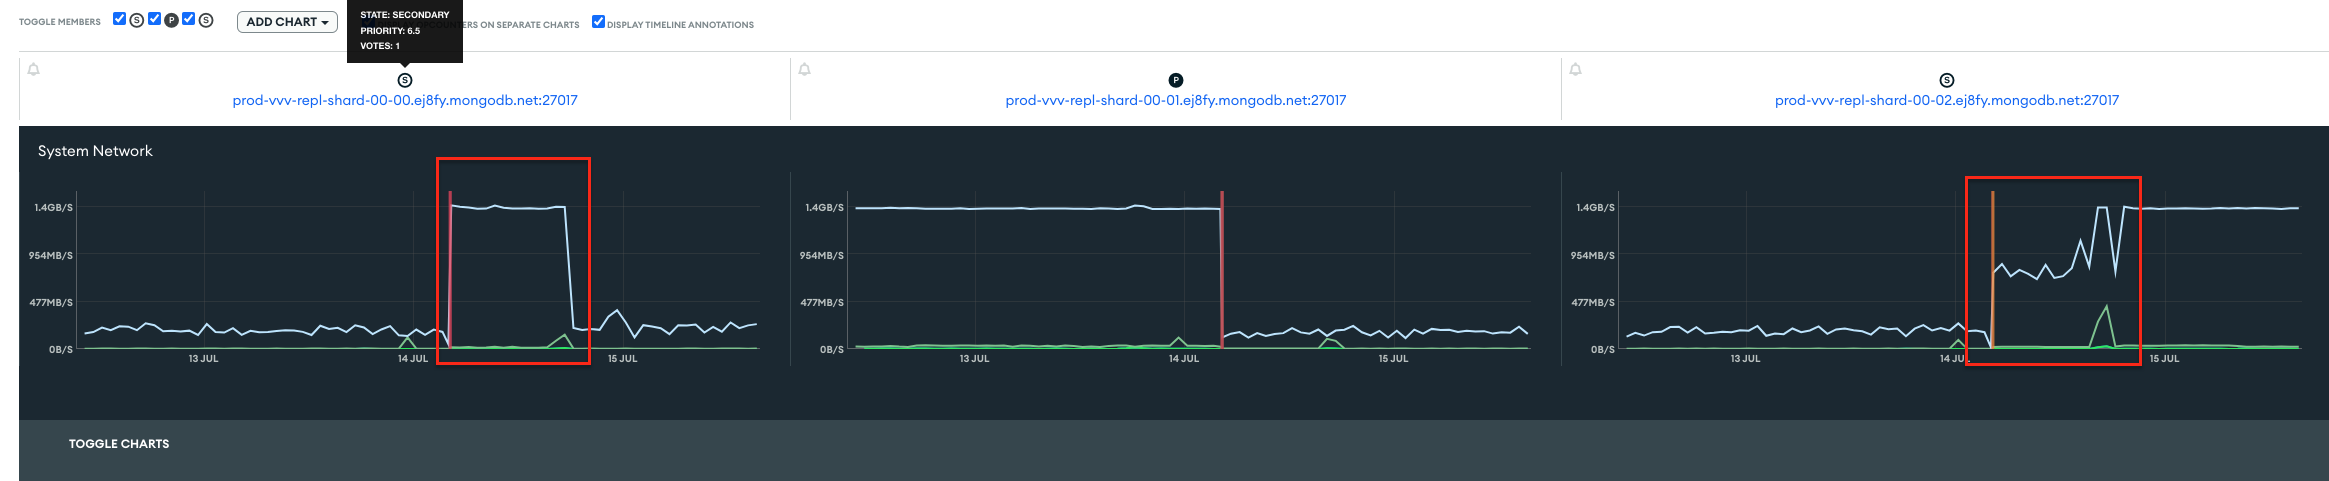 TOGGLE MEMBERS S P S ADD CHART STATE: SECONDARY
PRIORITY: 6.5
VOTES: 1
ERS ON SEPARATE CHARTS DISPLAY TIMELINE ANNOTATIONS
S
prod-vvv-repl-shard-00-00.ej8fy.mongodb.net:27017
P
prod-vvv-repl-shard-00-01.ej8fy.mongodb.net:27017
S
prod-vvv-repl-shard-00-02.ej8fy.mongodb.net:27017
System Network
1.4GB/S
954MB/S
477MB/S
0B/S
13 JUL 14 JUL 15 JUL
1.4GB/S
954MB/S
477MB/S
0B/S
13 JUL 14 JUL 15 JUL
1.4GB/S
954MB/S
477MB/S
0B/S
13 JUL 14 JUL 15 JUL
TOGGLE CHARTS